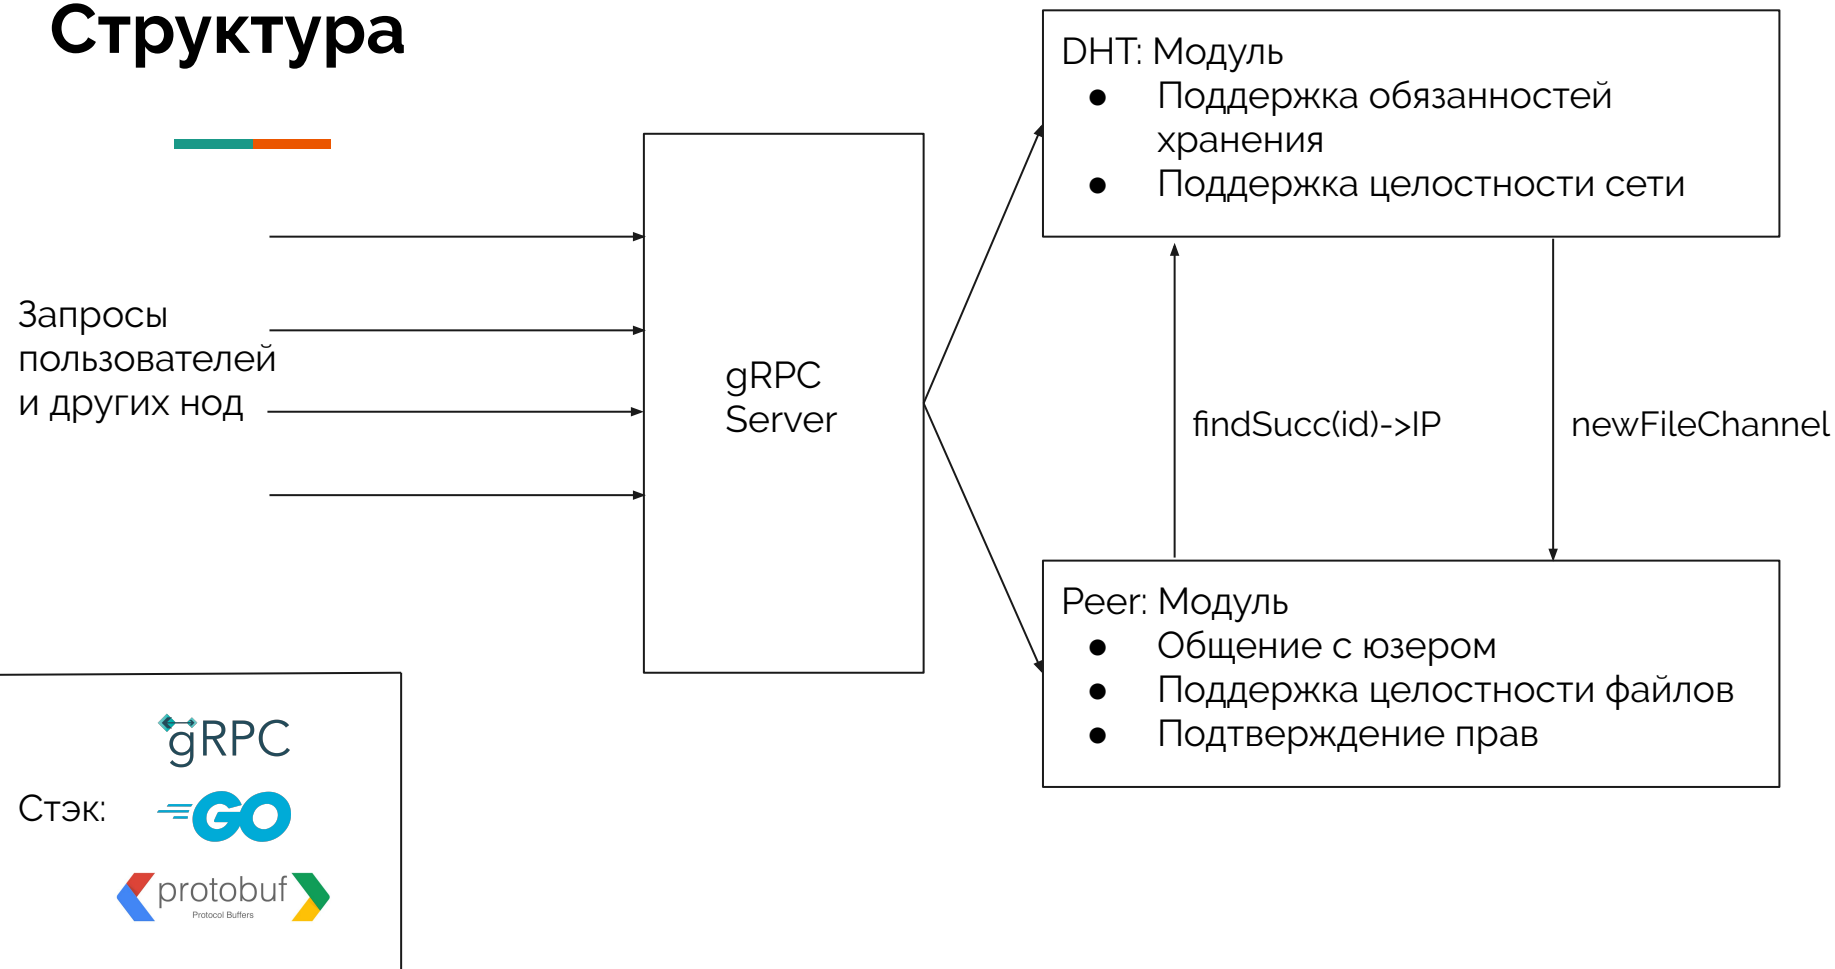 Структура
DHT: Модуль
● Поддержка обязанностей
хранения
● Поддержка целостности сети
Запросы
пользователей
и других нод
gRPC
Server
findSucc(id)->IP
newFileChannel
Peer: Модуль
● Общение с юзером
● Поддержка целостности файлов
● Подтверждение прав
Стэк:
gRPC
GO
protobuf
Protocol Buffers